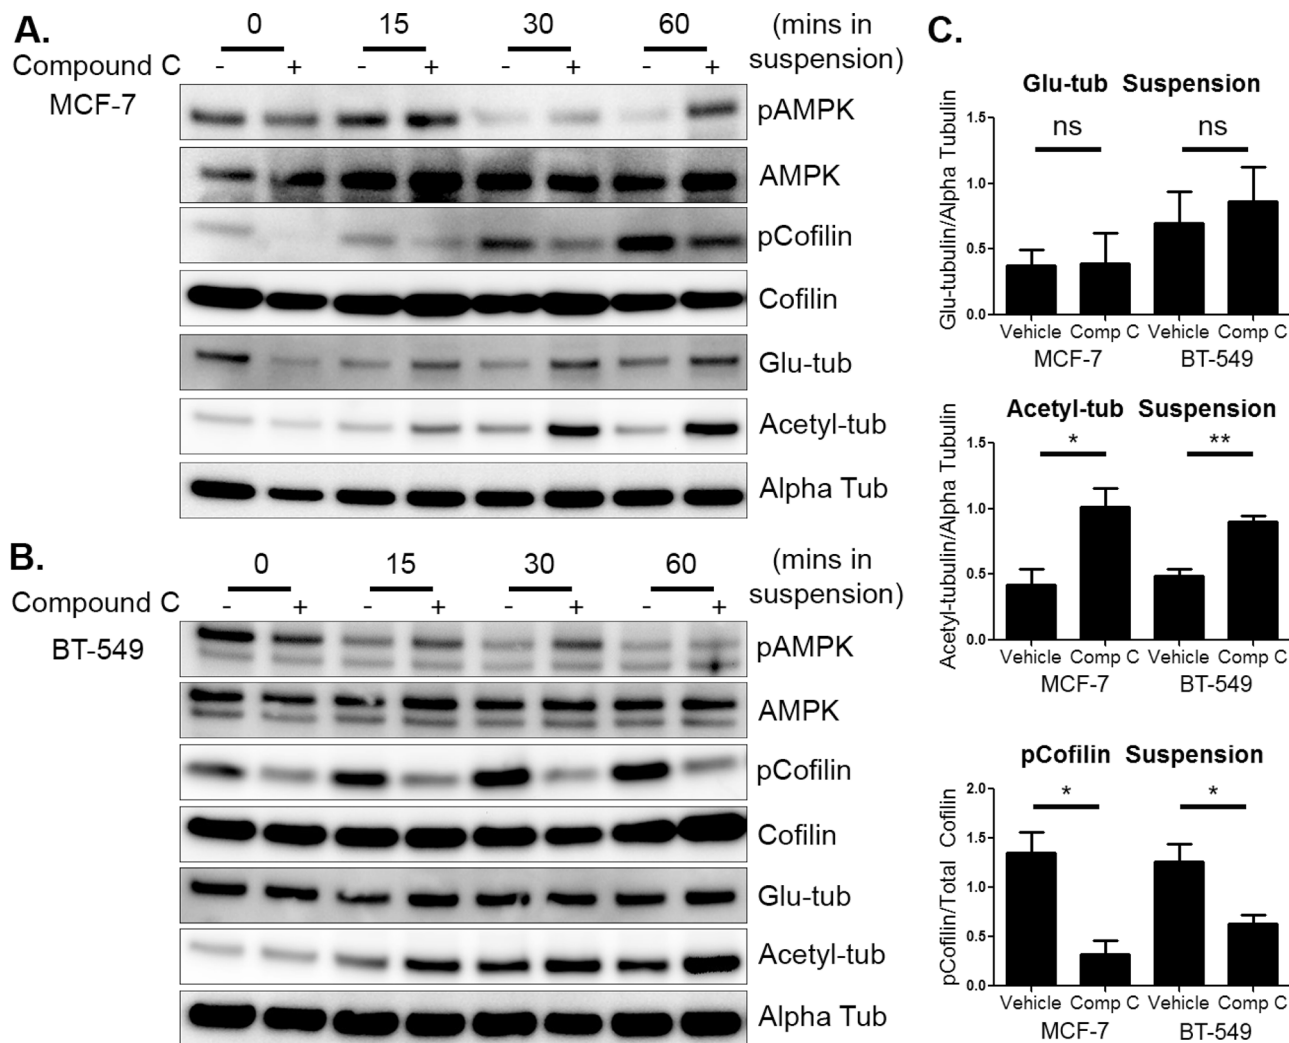 A.
0 15 30 60 (mins in
suspension)
Compound C - + - + - + - +
MCF-7
pAMPK
AMPK
pCofilin
Cofilin
Glu-tub
Acetyl-tub
Alpha Tub
B.
0 15 30 60 (mins in
suspension)
Compound C - + - + - + - +
BT-549
pAMPK
AMPK
pCofilin
Cofilin
Glu-tub
Acetyl-tub
Alpha Tub
C.
Glu-tub Suspension
Glu-tubulin/Alpha Tubulin
1.5
1.0
0.5
0.0
ns ns
Vehicle Comp C Vehicle Comp C
MCF-7 BT-549
Acetyl-tub Suspension
Acetyl-tubulin/Alpha Tubulin
1.5
1.0
0.5
0.0
* **
Vehicle Comp C Vehicle Comp C
MCF-7 BT-549
pCofilin Suspension
pCofilin/Total Cofilin
2.0
1.5
1.0
0.5
0.0
* *
Vehicle Comp C Vehicle Comp C
MCF-7 BT-549